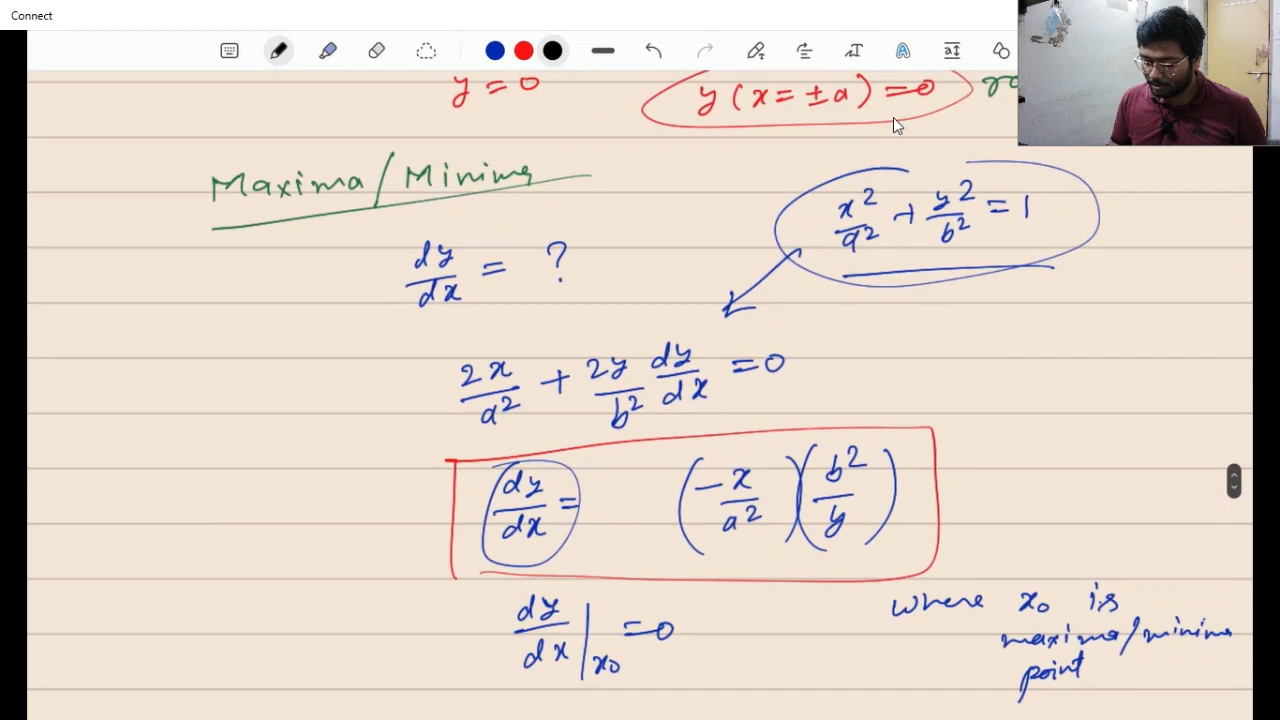 Connect
y = 0
y (x = ± a) = 0
Maxima/Minima
x²/a² + y²/b² = 1
dy/dx = ?
2x/a² + 2y/b² dy/dx = 0
dy/dx = (-x/a²)(b²/y)
dy/dx|x₀ = 0
where x₀ is
maxima/minima
point